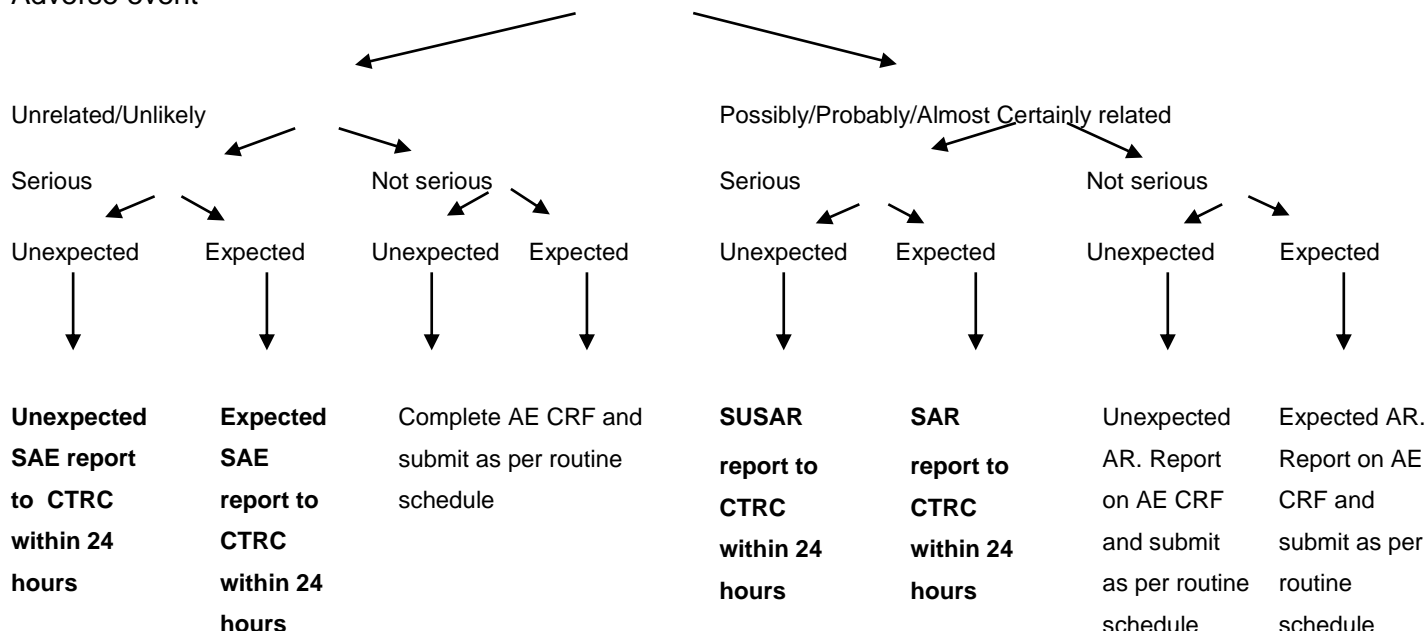 Adverse event
Unrelated/Unlikely
Possibly/Probably/Almost Certainly related
Serious
Not serious
Serious
Not serious
Unexpected
Expected
Unexpected
Expected
Unexpected
Expected
Unexpected
Expected
Unexpected
SAE report
to CTRC
within 24
hours
Expected
SAE
report to
CTRC
within 24
hours
Complete AE CRF and
submit as per routine
schedule
SUSAR
report to
CTRC
within 24
hours
SAR
report to
CTRC
within 24
hours
Unexpected
AR. Report
on AE CRF
and submit
as per routine
schedule
Expected AR.
Report on AE
CRF and
submit as per
routine
schedule